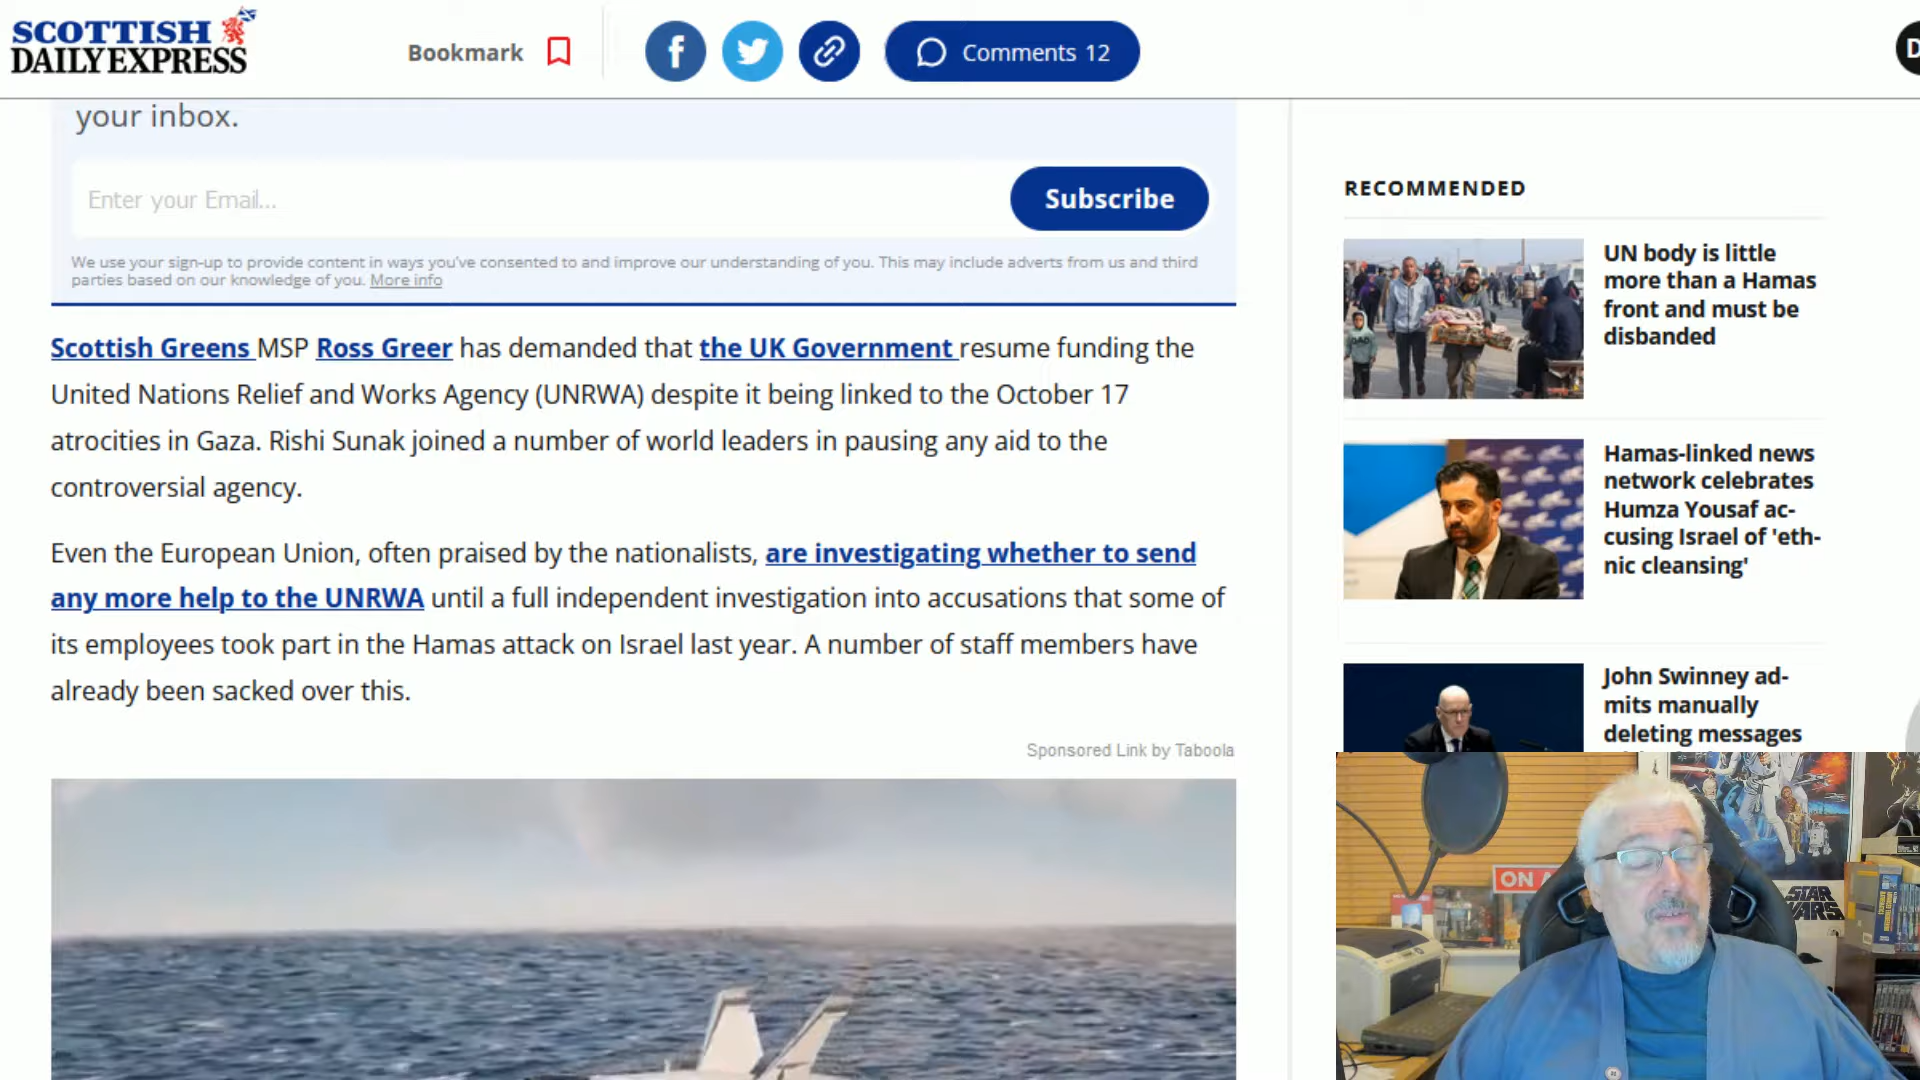 SCOTTISH
DAILY EXPRESS
Bookmark
Comments 12
D
your inbox.
Enter your Email...
Subscribe
We use your sign-up to provide content in ways you've consented to and improve our understanding of you. This may include adverts from us and third
parties based on our knowledge of you. More info
Scottish Greens MSP Ross Greer has demanded that the UK Government resume funding the
United Nations Relief and Works Agency (UNRWA) despite it being linked to the October 17
atrocities in Gaza. Rishi Sunak joined a number of world leaders in pausing any aid to the
controversial agency.
Even the European Union, often praised by the nationalists, are investigating whether to send
any more help to the UNRWA until a full independent investigation into accusations that some of
its employees took part in the Hamas attack on Israel last year. A number of staff members have
already been sacked over this.
Sponsored Link by Taboola
RECOMMENDED
UN body is little
more than a Hamas
front and must be
disbanded
Hamas-linked news
network celebrates
Humza Yousaf ac-
cusing Israel of 'eth-
nic cleansing'
John Swinney ad-
mits manually
deleting messages
ON A
STAR
WARS